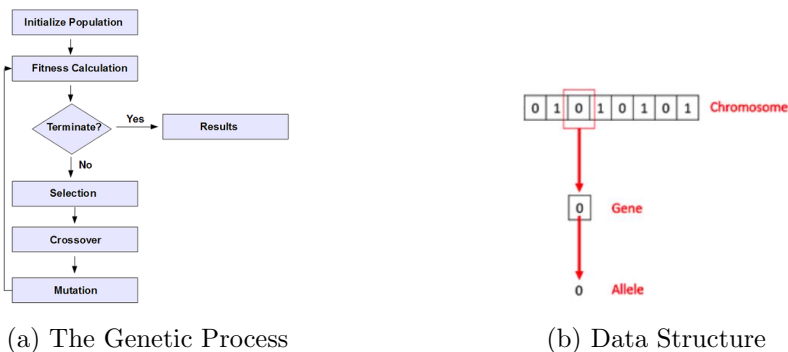 Initialize Population
Fitness Calculation
Terminate?
Yes
Results
No
Selection
Crossover
Mutation
(a) The Genetic Process
0 1 0 1 0 1 0 1 Chromosome
0 Gene
0 Allele
(b) Data Structure